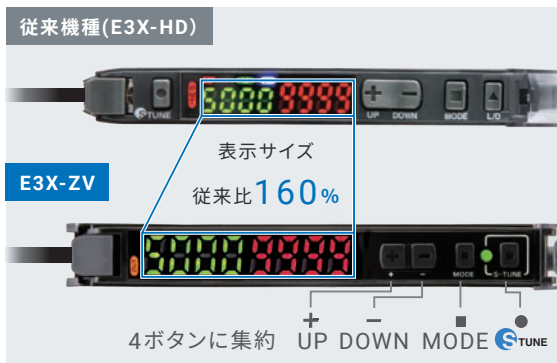 従来機種(E3X-HD)
5000 9999
S TUNE
UP DOWN MODE L/D
表示サイズ
従来比160%
E3X-ZV
5000 9999
+ - MODE S-TUNE
4ボタンに集約 UP DOWN MODE S TUNE